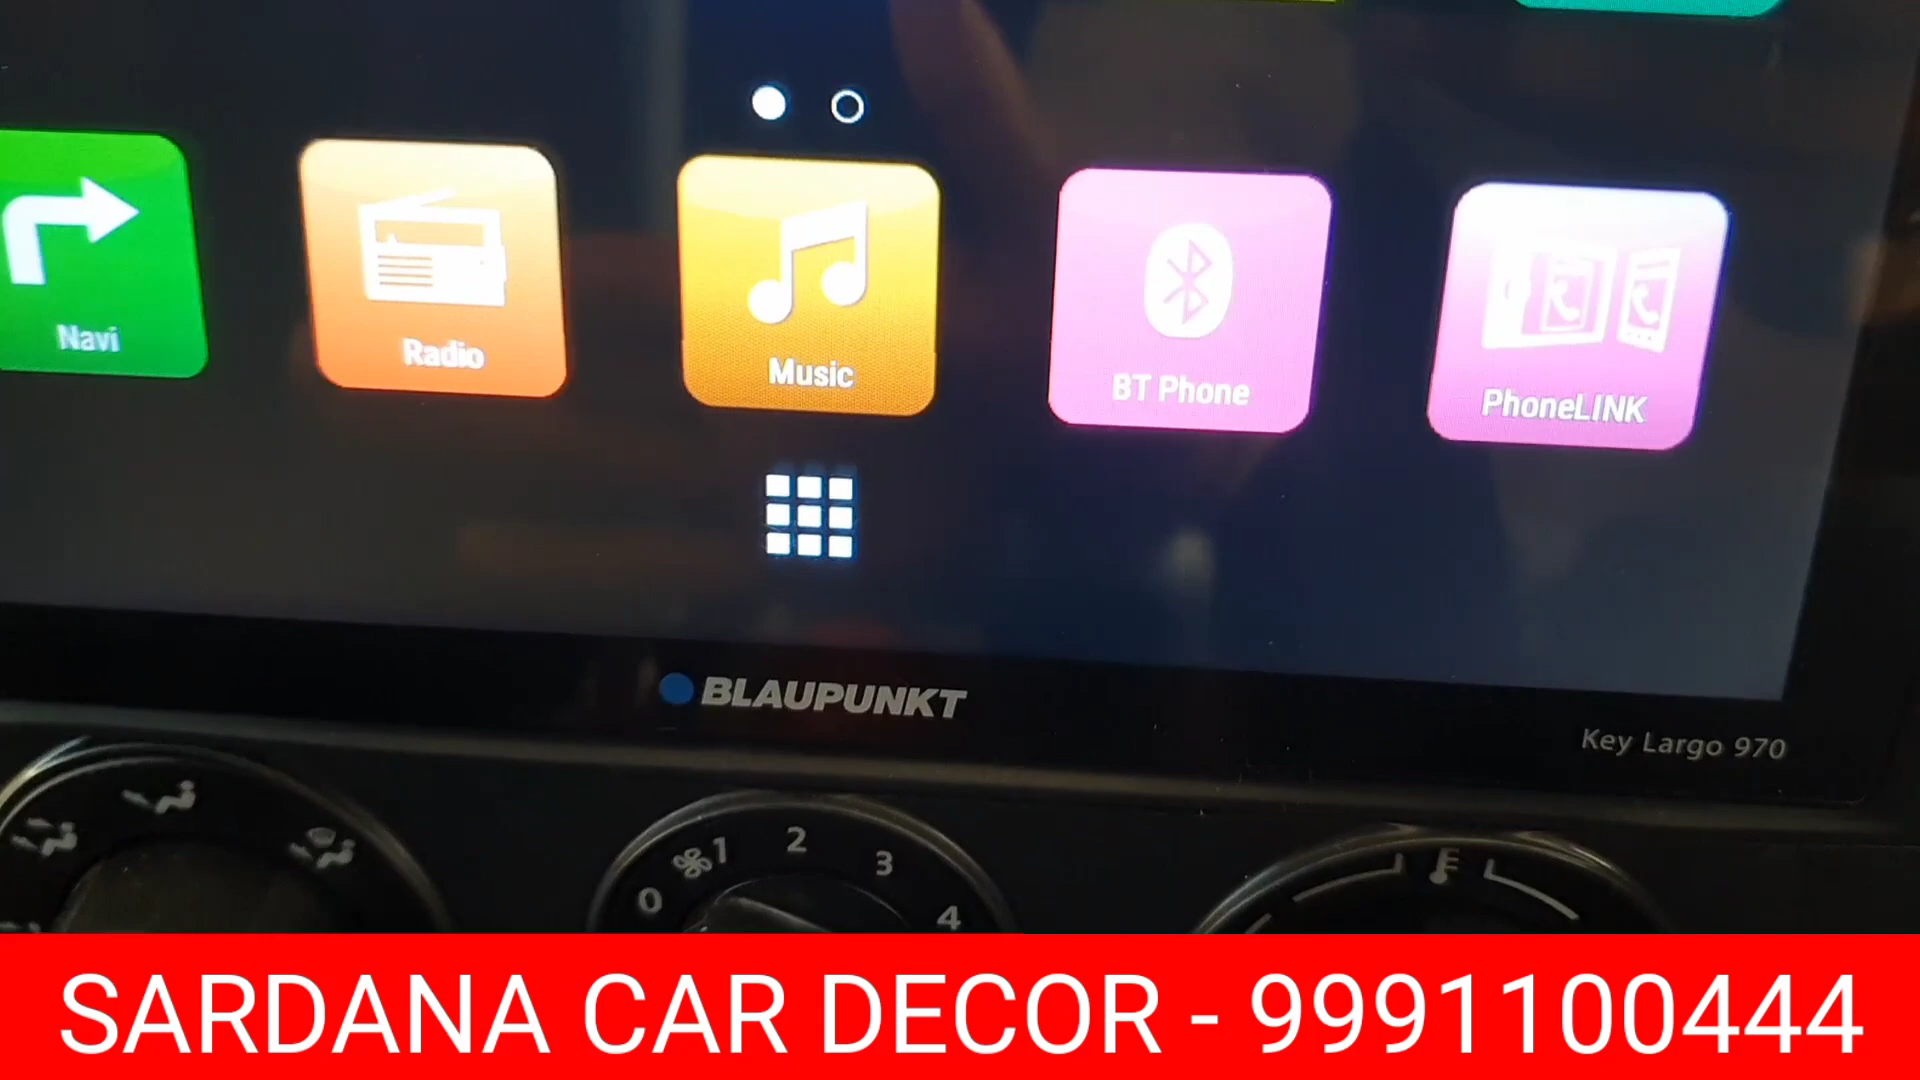 Navi
Radio
Music
BT Phone
PhoneLINK
BLAUPUNKT
Key Largo 970
0 1 2 3 4
SARDANA CAR DECOR - 9991100444